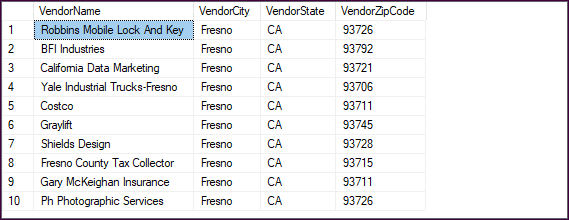 VendorName VendorCity VendorState VendorZipCode
1 Robbins Mobile Lock And Key Fresno CA 93726
2 BFI Industries Fresno CA 93792
3 California Data Marketing Fresno CA 93721
4 Yale Industrial Trucks-Fresno Fresno CA 93706
5 Costco Fresno CA 93711
6 Graylift Fresno CA 93745
7 Shields Design Fresno CA 93728
8 Fresno County Tax Collector Fresno CA 93715
9 Gary McKeighan Insurance Fresno CA 93711
10 Ph Photographic Services Fresno CA 93726